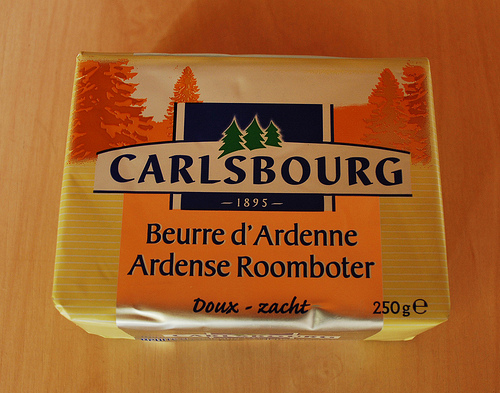 CARLSBOURG
— 1895 —
Beurre d'Ardenne
Ardense Roomboter
Doux - zacht
250g℮